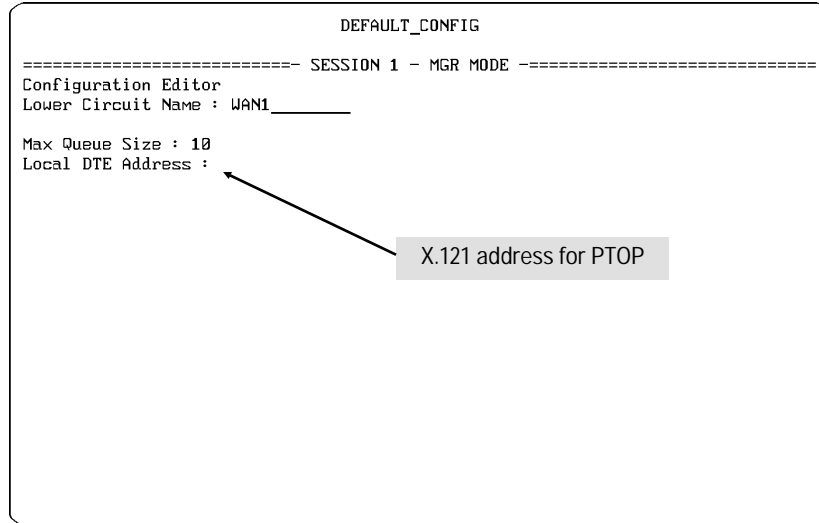 DEFAULT_CONFIG
===========================- SESSION 1 - MGR MODE -=============================
Configuration Editor
Lower Circuit Name : WAN1________
Max Queue Size : 10
Local DTE Address :
X.121 address for PTOP